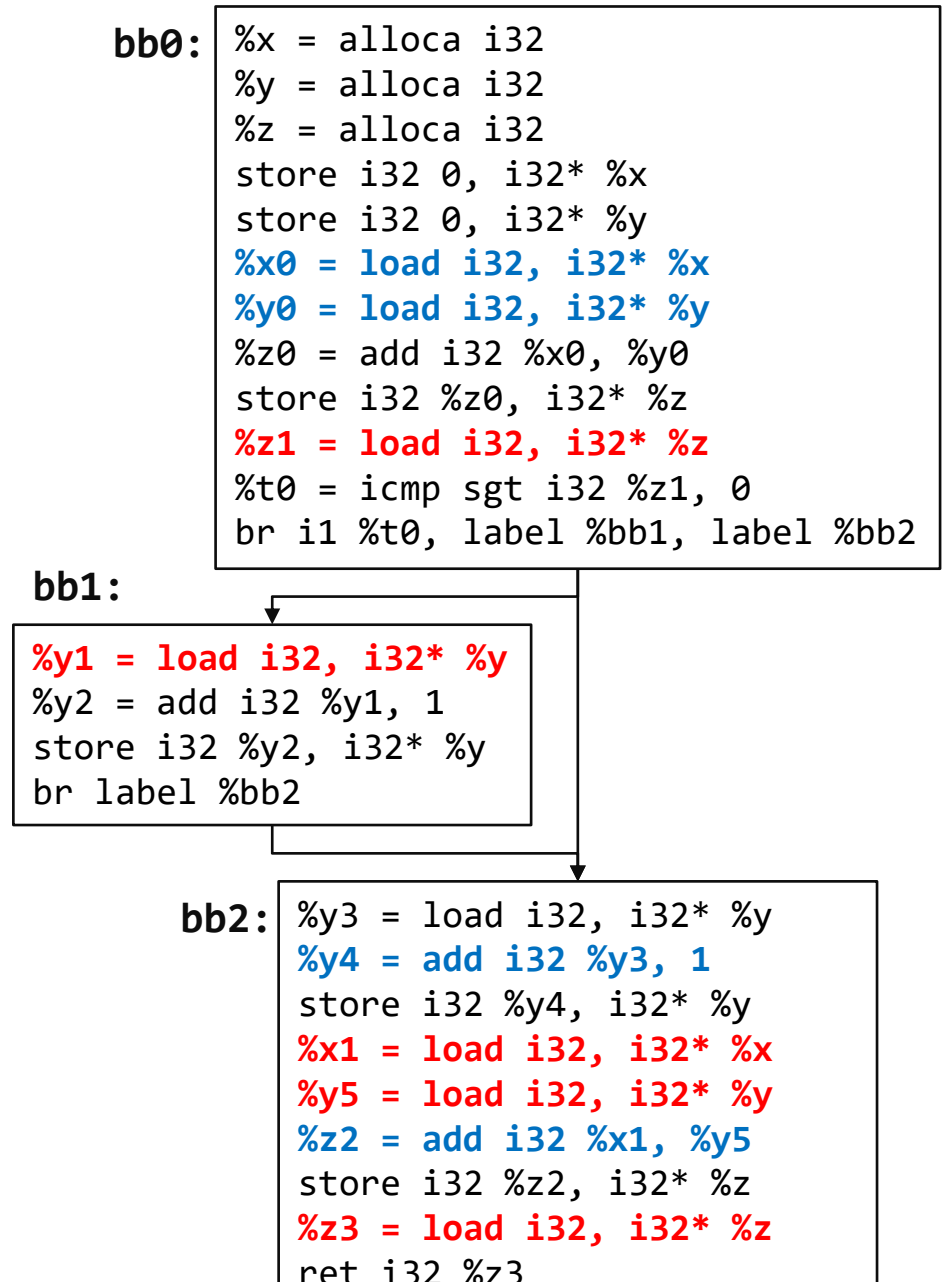 bb0:
%x = alloca i32
%y = alloca i32
%z = alloca i32
store i32 0, i32* %x
store i32 0, i32* %y
%x0 = load i32, i32* %x
%y0 = load i32, i32* %y
%z0 = add i32 %x0, %y0
store i32 %z0, i32* %z
%z1 = load i32, i32* %z
%t0 = icmp sgt i32 %z1, 0
br i1 %t0, label %bb1, label %bb2
bb1:
%y1 = load i32, i32* %y
%y2 = add i32 %y1, 1
store i32 %y2, i32* %y
br label %bb2
bb2:
%y3 = load i32, i32* %y
%y4 = add i32 %y3, 1
store i32 %y4, i32* %y
%x1 = load i32, i32* %x
%y5 = load i32, i32* %y
%z2 = add i32 %x1, %y5
store i32 %z2, i32* %z
%z3 = load i32, i32* %z
ret i32 %z3